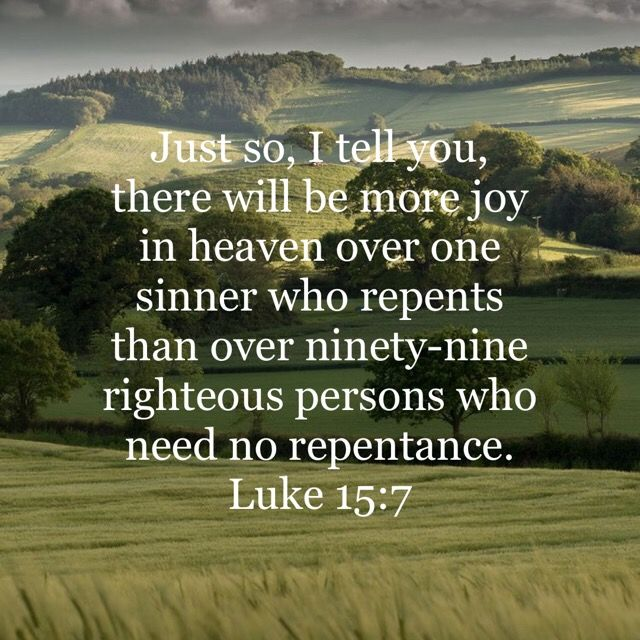 Just so, I tell you,
there will be more joy
in heaven over one
sinner who repents
than over ninety-nine
righteous persons who
need no repentance.
Luke 15:7